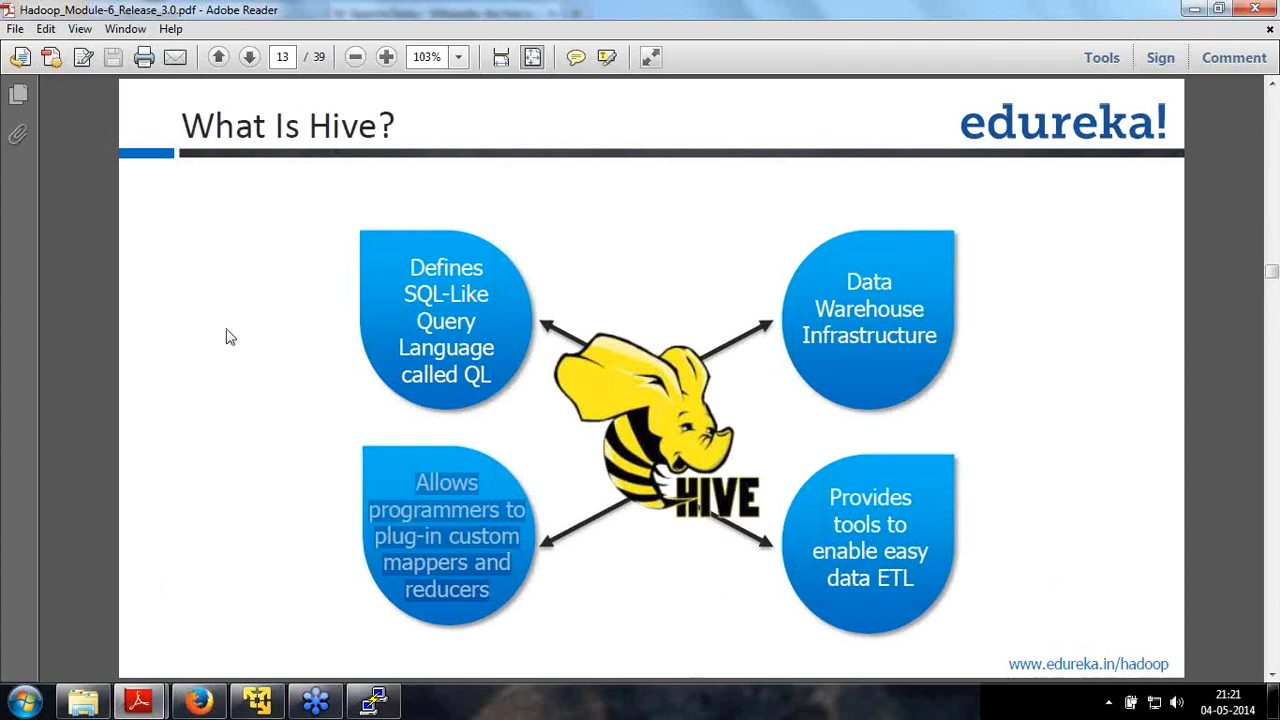 Hadoop_Module-6_Release_3.0.pdf - Adobe Reader
File Edit View Window Help
13 / 39 103% Tools Sign Comment
What Is Hive?
edureka!
Defines
SQL-Like
Query
Language
called QL
Data
Warehouse
Infrastructure
Allows
programmers to
plug-in custom
mappers and
reducers
HIVE
Provides
tools to
enable easy
data ETL
www.edureka.in/hadoop
21:21
04-05-2014